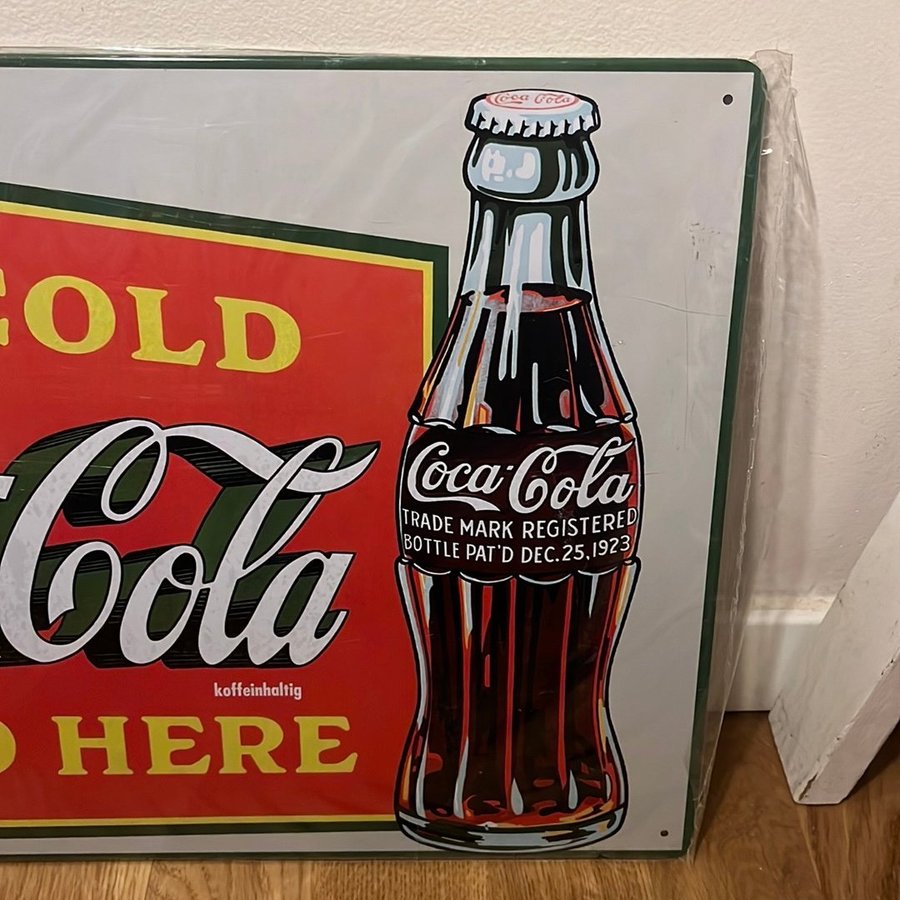 Coca Cola
COLD
Cola
koffeinhaltig
HERE
Coca-Cola
TRADE MARK REGISTERED
BOTTLE PAT'D DEC. 25, 1923